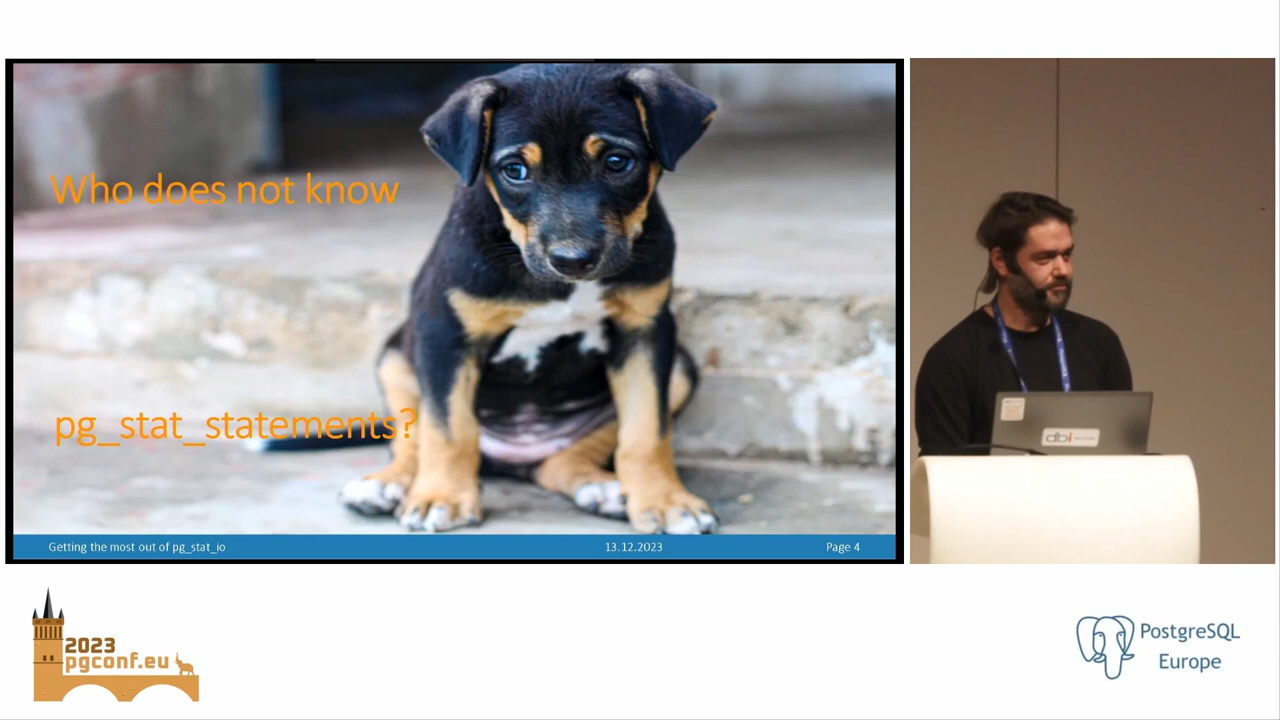 Who does not know
pg_stat_statements?
Getting the most out of pg_stat_io
13.12.2023
Page 4
dbi
2023
pgconf.eu
PostgreSQL
Europe